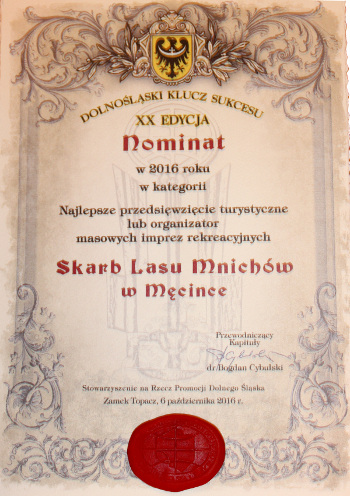 DOLNOŚLĄSKI KLUCZ SUKCESU
XX EDYCJA
Nominat
w 2016 roku
w kategorii
Najlepsze przedsięwzięcie turystyczne
lub organizator
masowych imprez rekreacyjnych
Skarb Lasu Mnichów
w Męcince
Przewodniczący
Kapituły
dr Bogdan Cybulski
Stowarzyszenie na Rzecz Promocji Dolnego Śląska
Zamek Topacz, 6 października 2016 r.